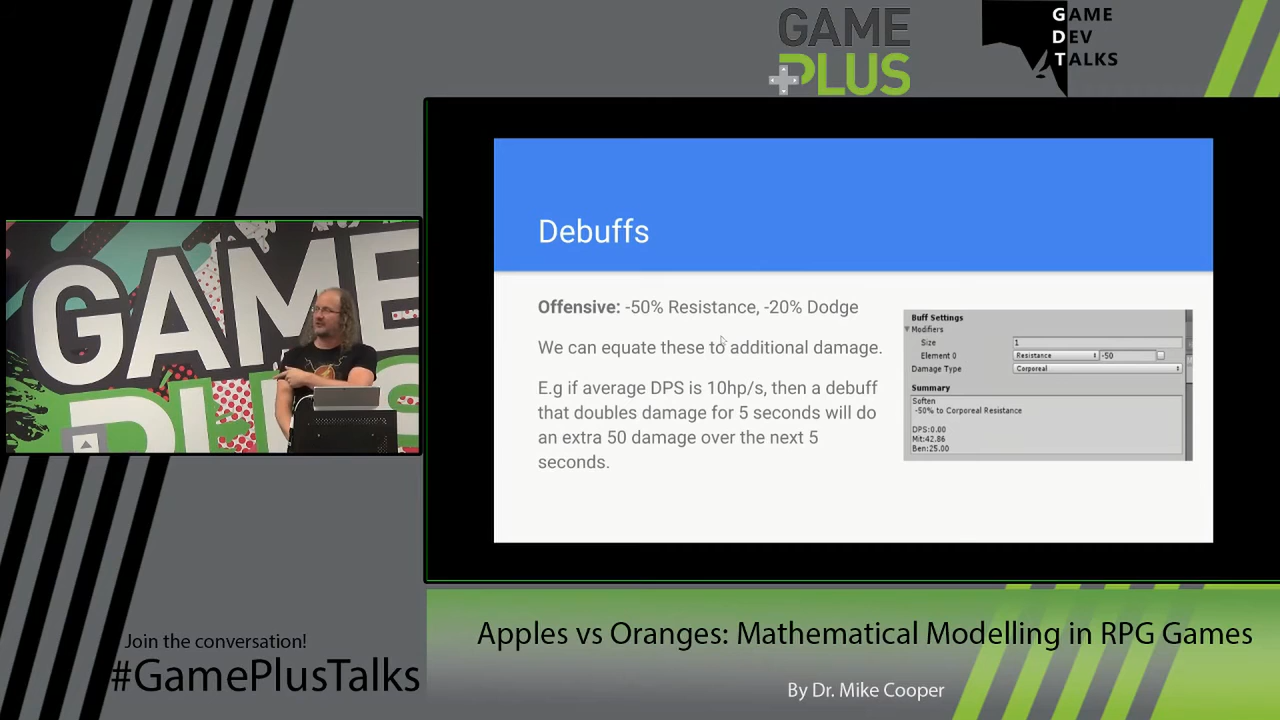 GAME
PLUS
GAME
DEV
TALKS
GAME
PLUS
Debuffs
Offensive: -50% Resistance, -20% Dodge
We can equate these to additional damage.
E.g if average DPS is 10hp/s, then a debuff
that doubles damage for 5 seconds will do
an extra 50 damage over the next 5
seconds.
Buff Settings
Modifiers
Size 1
Element 0 Resistance -50
Damage Type Corporeal
Summary
Soften
-50% to Corporeal Resistance
DPS:0.00
Mit:42.86
Ben:25.00
Join the conversation!
#GamePlusTalks
Apples vs Oranges: Mathematical Modelling in RPG Games
By Dr. Mike Cooper